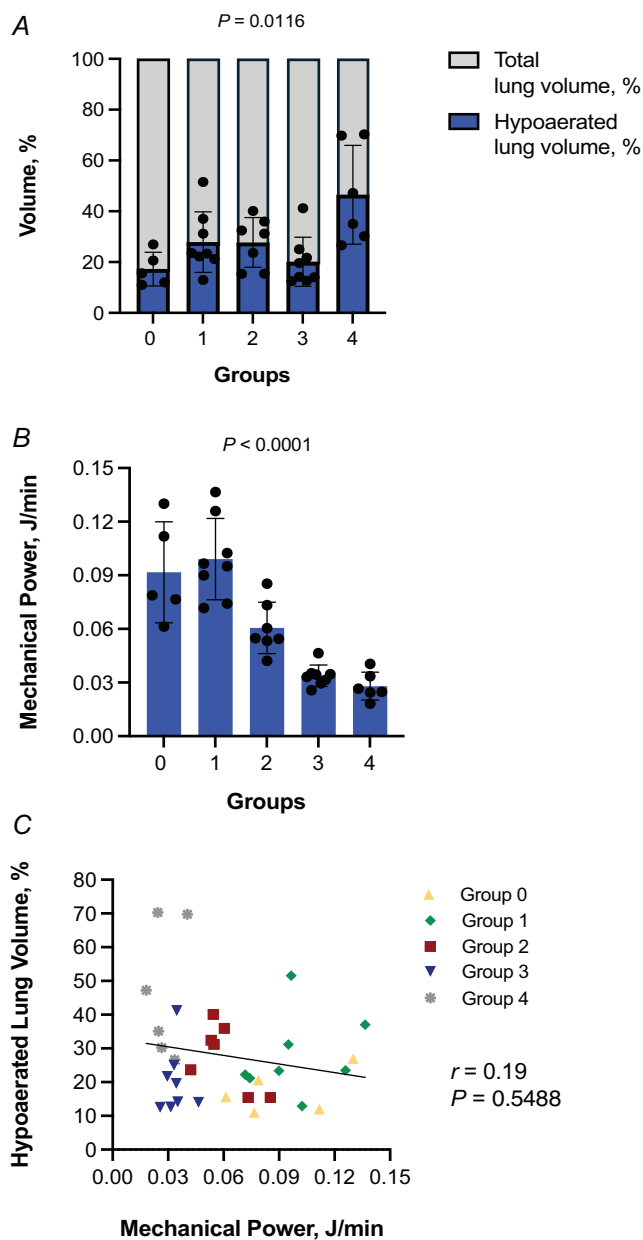 A
P = 0.0116
Volume, %
100
80
60
40
20
0
0 1 2 3 4
Groups
Total
lung volume, %
Hypoaerated
lung volume, %
B
P < 0.0001
Mechanical Power, J/min
0.15
0.12
0.09
0.06
0.03
0.00
0 1 2 3 4
Groups
C
Hypoaerated Lung Volume, %
80
70
60
50
40
30
20
10
0
0.00 0.03 0.06 0.09 0.12 0.15
Mechanical Power, J/min
Group 0
Group 1
Group 2
Group 3
Group 4
r = 0.19
P = 0.5488